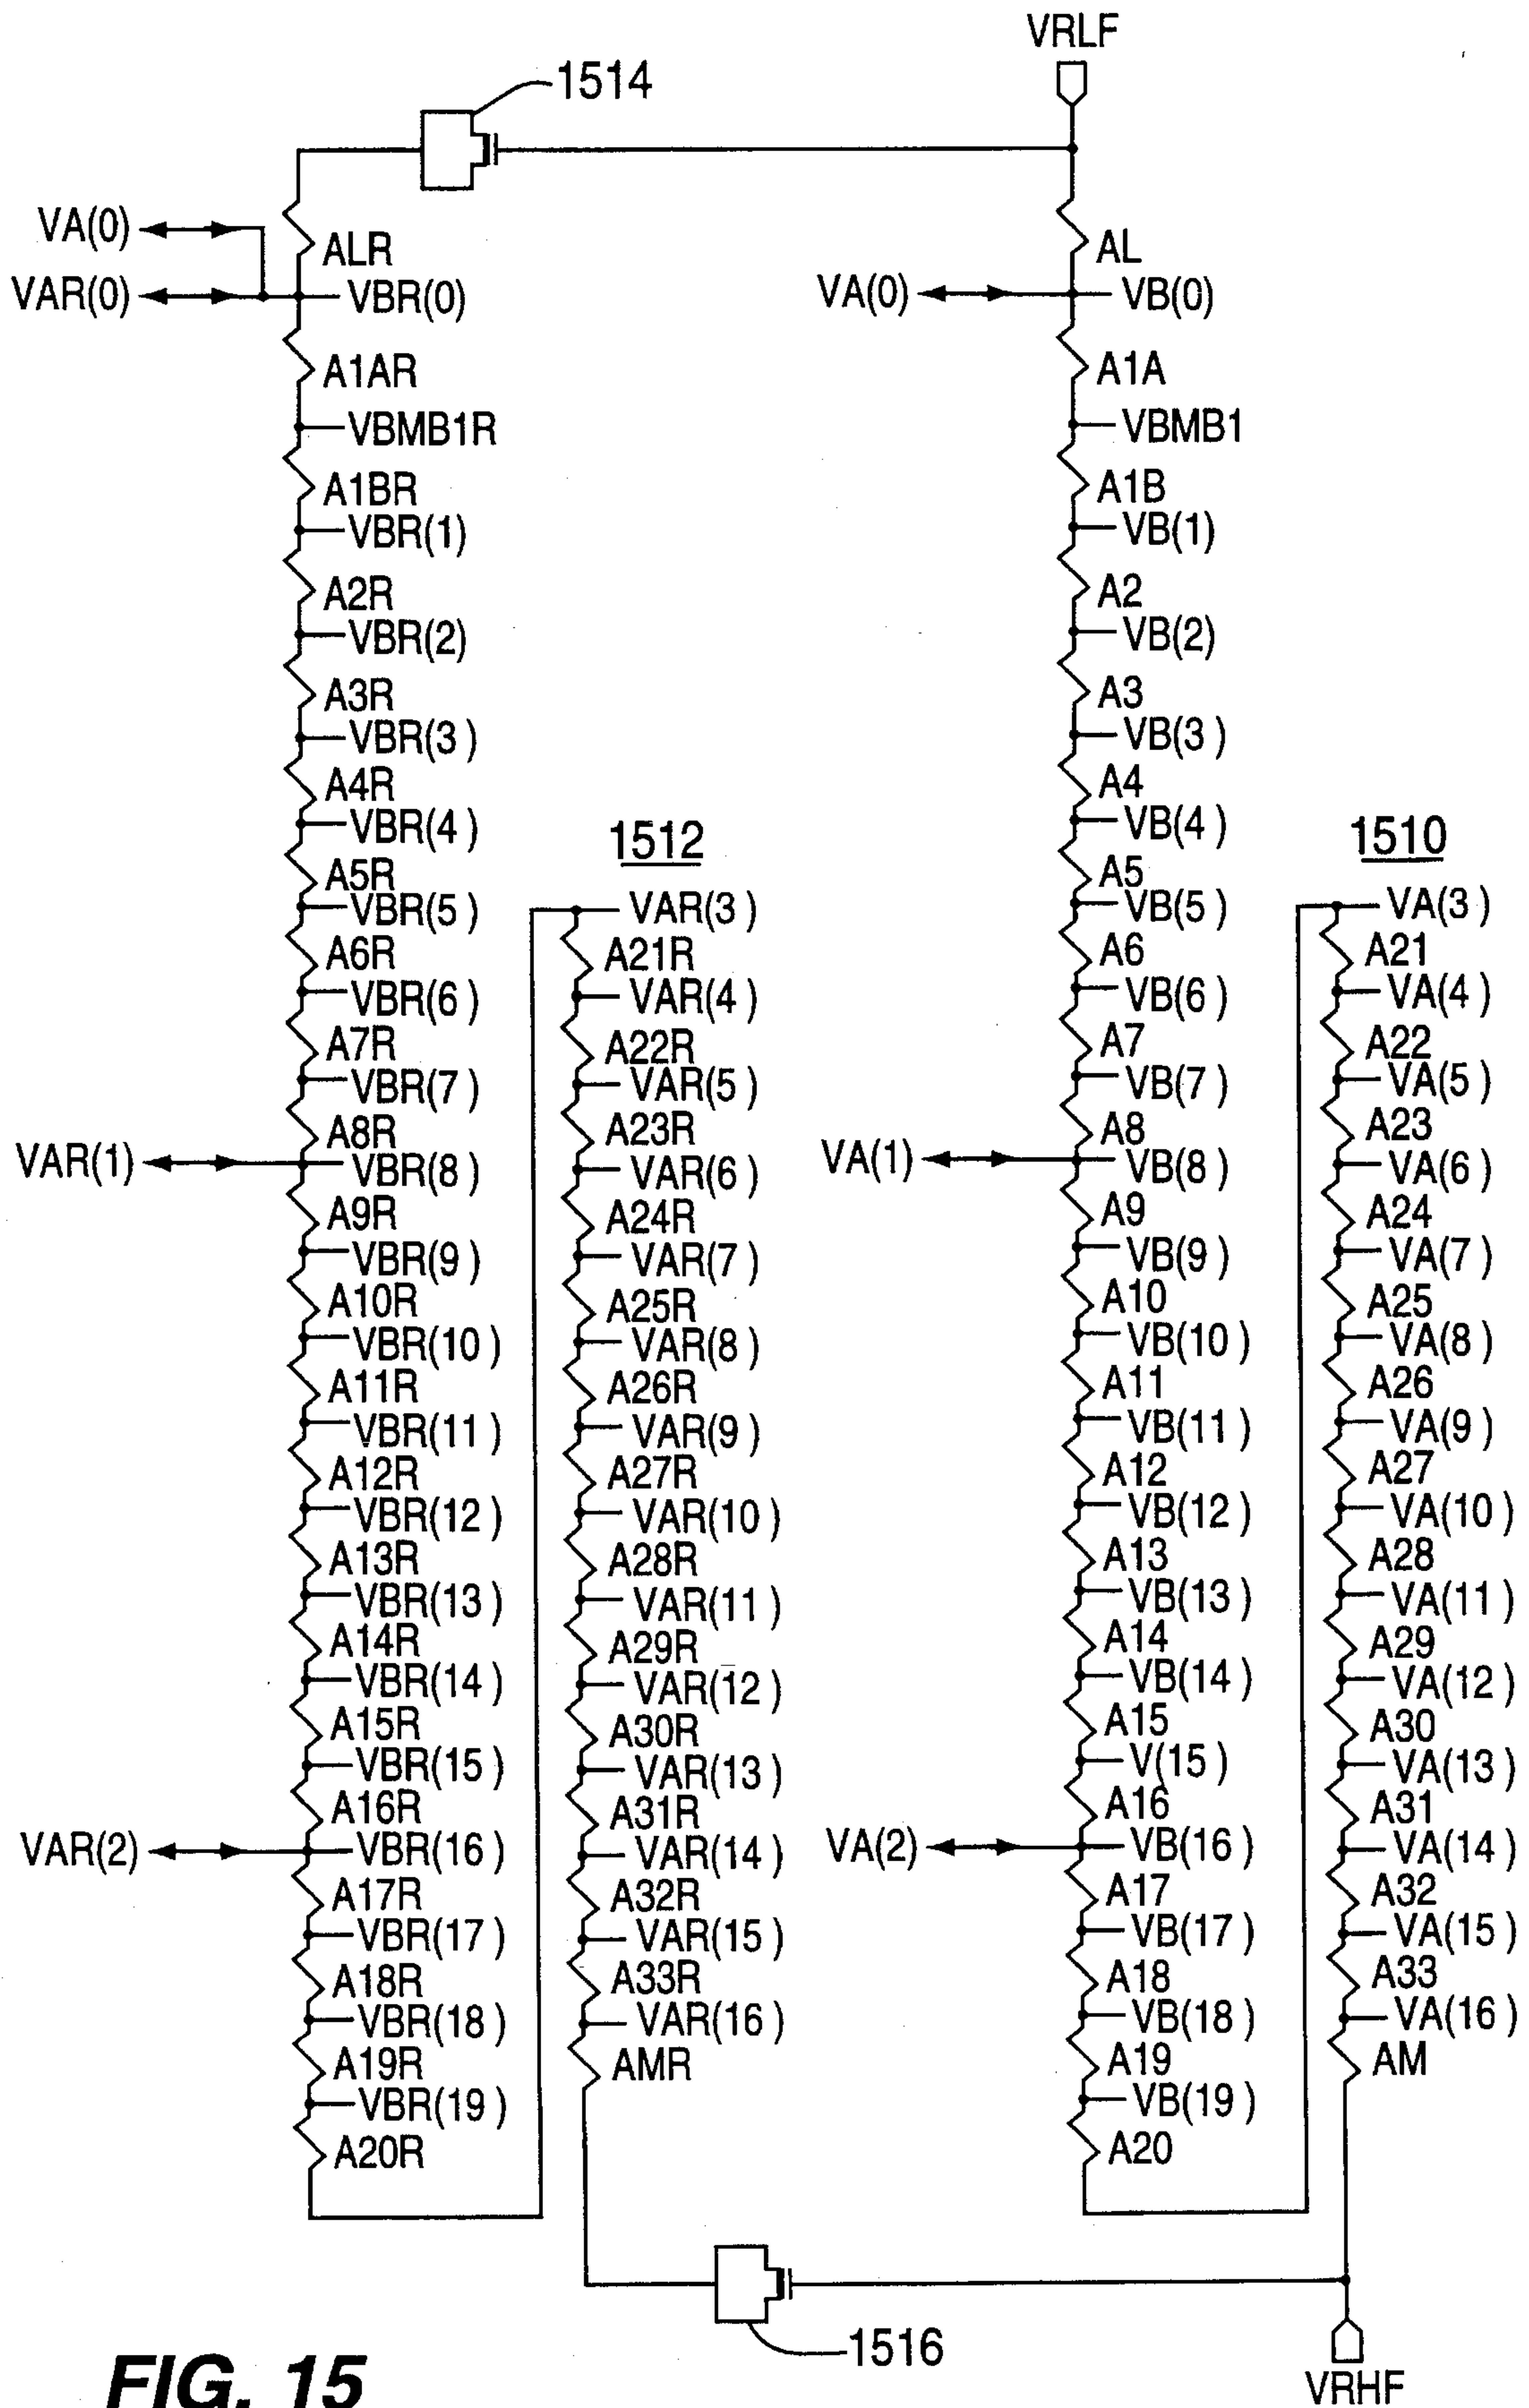 VRLF
1514
VA(0)
VAR(0)
ALR
VBR(0)
A1AR
VBMB1R
A1BR
VBR(1)
A2R
VBR(2)
A3R
VBR(3)
A4R
VBR(4)
A5R
VBR(5)
A6R
VBR(6)
A7R
VBR(7)
A8R
VAR(1)
VBR(8)
A9R
VBR(9)
A10R
VBR(10)
A11R
VBR(11)
A12R
VBR(12)
A13R
VBR(13)
A14R
VBR(14)
A15R
VBR(15)
A16R
VAR(2)
VBR(16)
A17R
VBR(17)
A18R
VBR(18)
A19R
VBR(19)
A20R
1512
VAR(3)
A21R
VAR(4)
A22R
VAR(5)
A23R
VAR(6)
A24R
VAR(7)
A25R
VAR(8)
A26R
VAR(9)
A27R
VAR(10)
A28R
VAR(11)
A29R
VAR(12)
A30R
VAR(13)
A31R
VAR(14)
A32R
VAR(15)
A33R
VAR(16)
AMR
AL
VA(0)
VB(0)
A1A
VBMB1
A1B
VB(1)
A2
VB(2)
A3
VB(3)
A4
VB(4)
A5
VB(5)
A6
VB(6)
A7
VB(7)
A8
VA(1)
VB(8)
A9
VB(9)
A10
VB(10)
A11
VB(11)
A12
VB(12)
A13
VB(13)
A14
VB(14)
A15
V(15)
A16
VA(2)
VB(16)
A17
VB(17)
A18
VB(18)
A19
VB(19)
A20
1510
VA(3)
A21
VA(4)
A22
VA(5)
A23
VA(6)
A24
VA(7)
A25
VA(8)
A26
VA(9)
A27
VA(10)
A28
VA(11)
A29
VA(12)
A30
VA(13)
A31
VA(14)
A32
VA(15)
A33
VA(16)
AM
1516
VRHF
FIG. 15